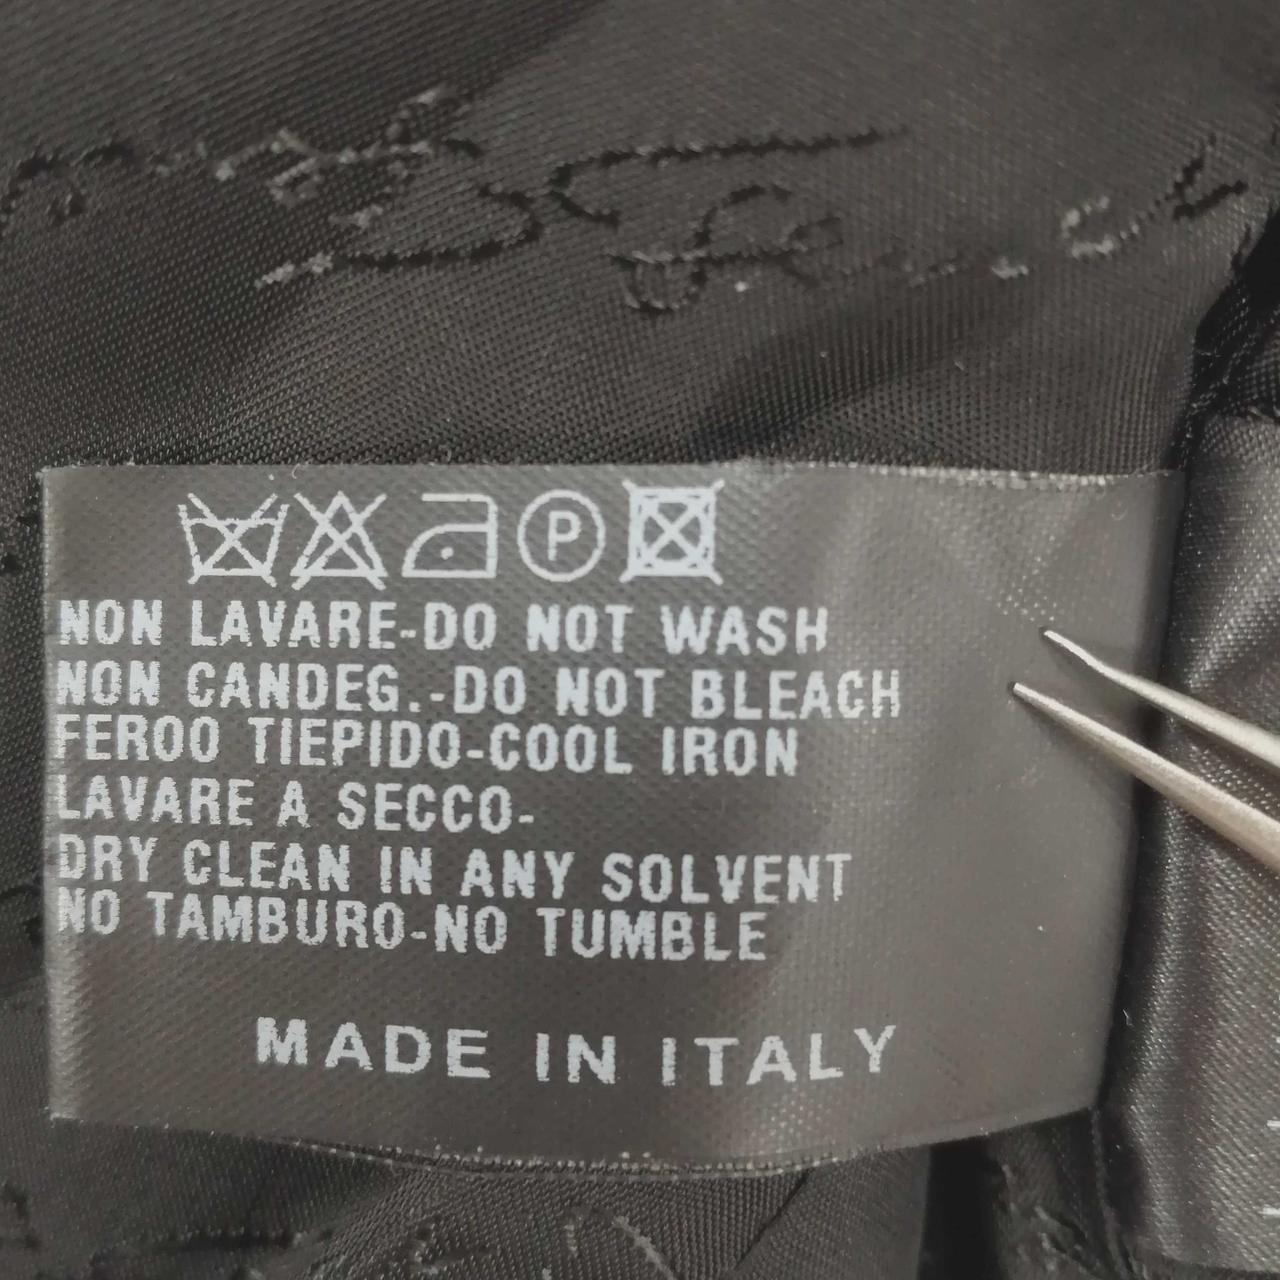 P
NON LAVARE-DO NOT WASH
NON CANDEG.-DO NOT BLEACH
FEROO TIEPIDO-COOL IRON
LAVARE A SECCO-
DRY CLEAN IN ANY SOLVENT
NO TAMBURO-NO TUMBLE
MADE IN ITALY